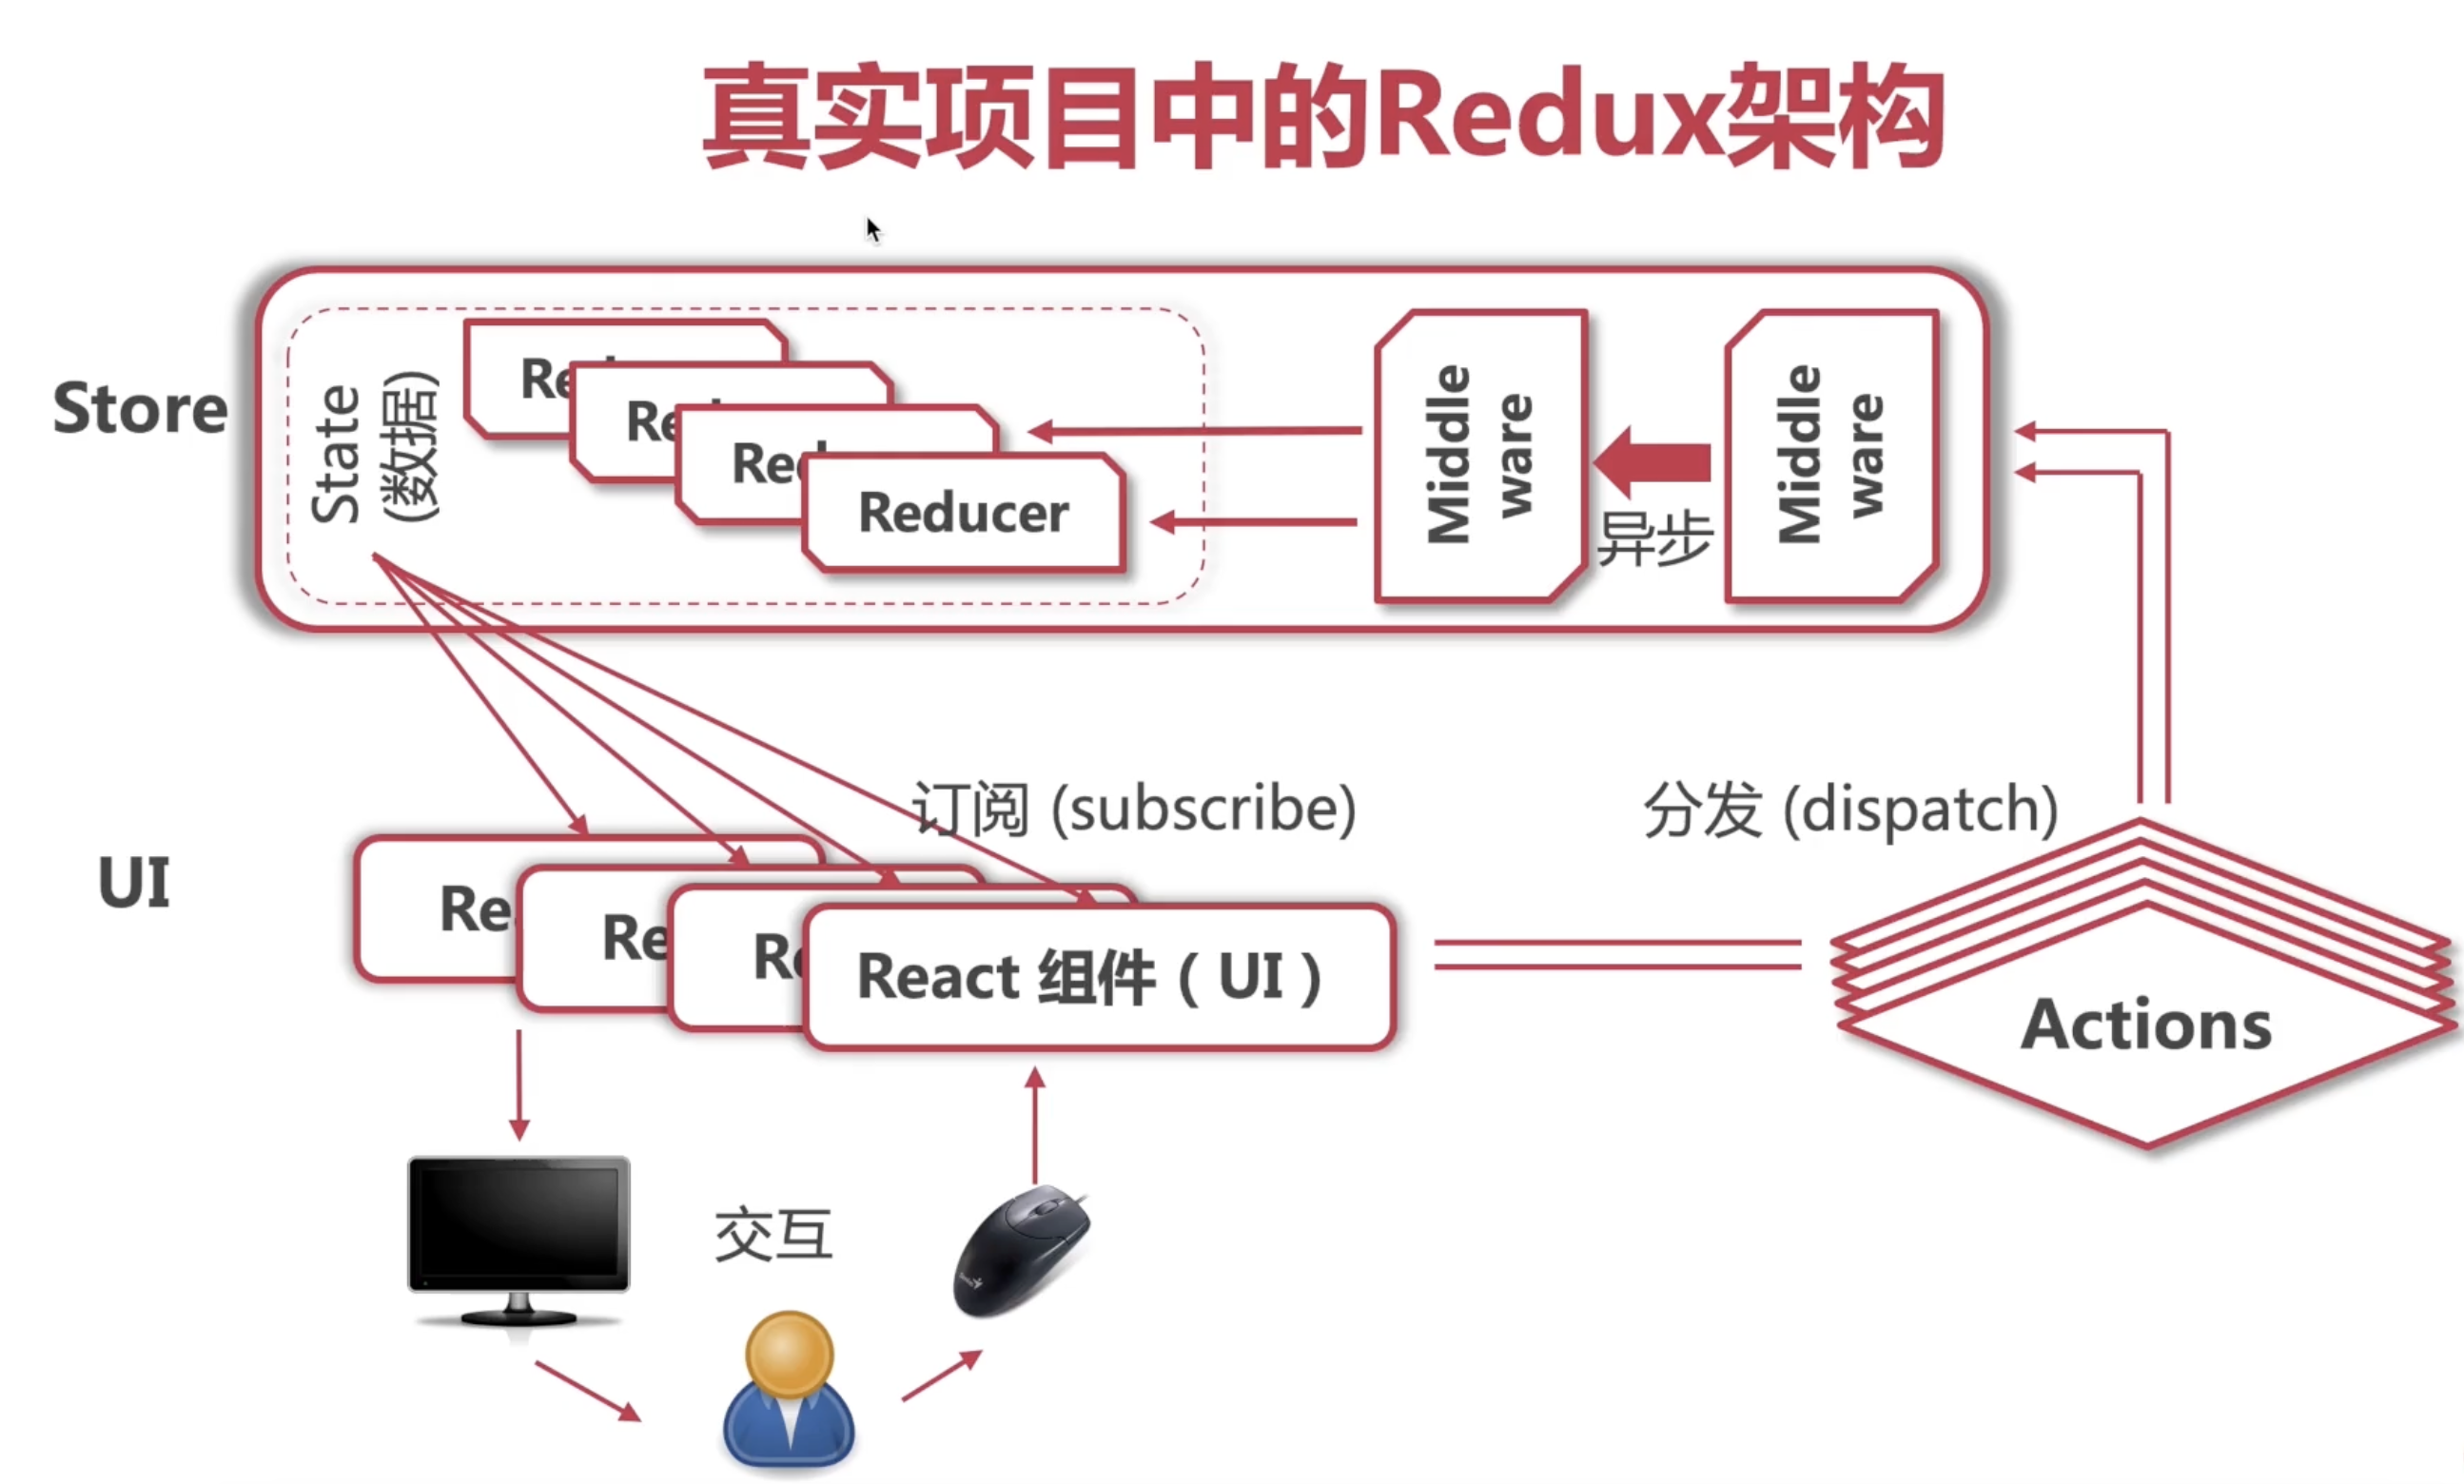 真实项目中的Redux架构
Store
State
(数据)
Re
Re
Red
Reducer
Middle
ware
异步
Middle
ware
订阅 (subscribe)
分发 (dispatch)
UI
Re
Re
Re
React 组件（UI）
Actions
交互